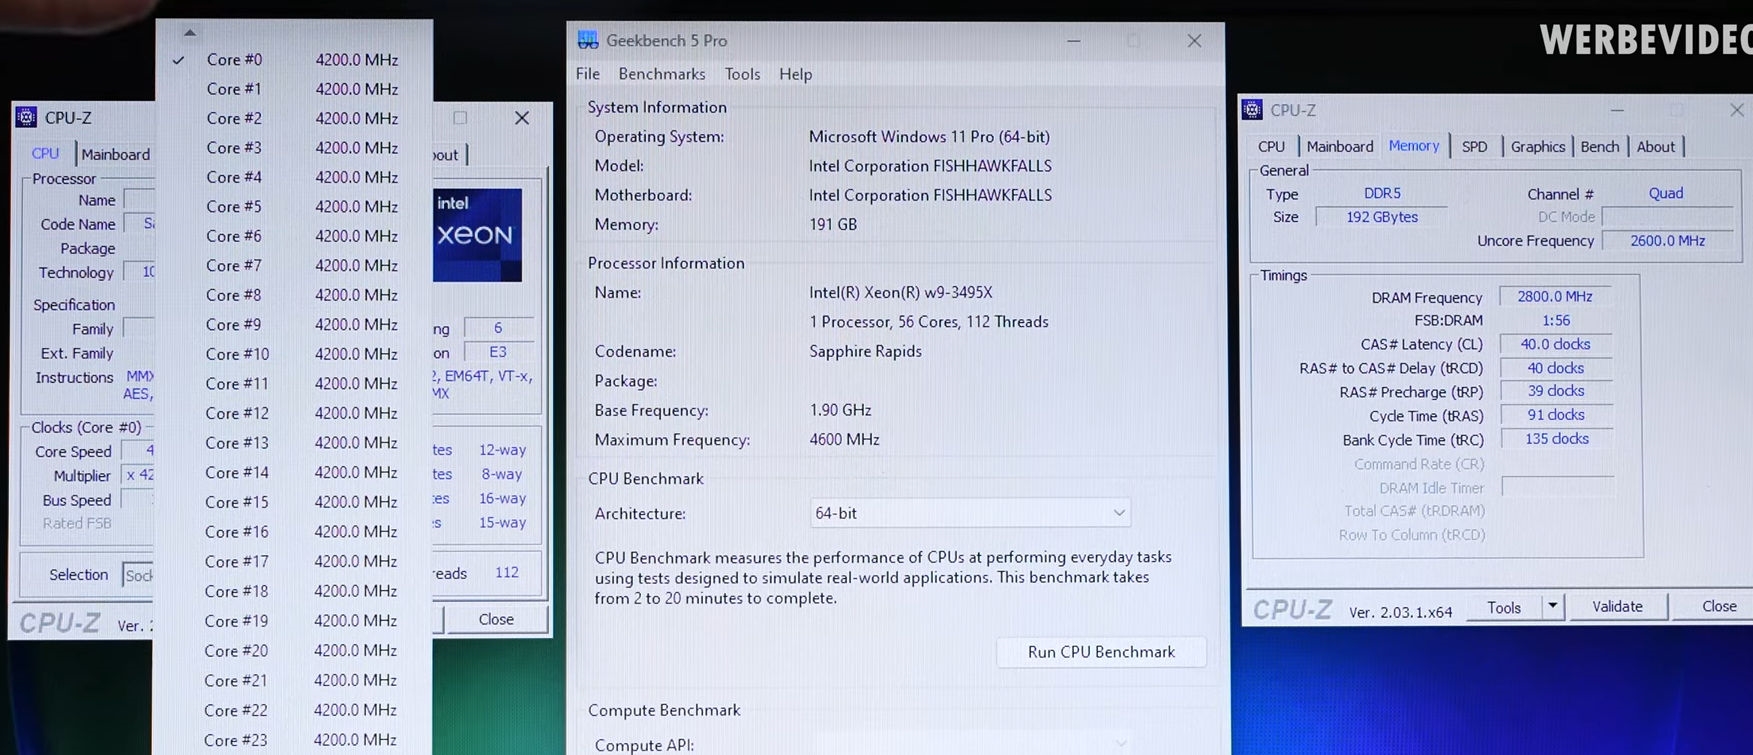 WERBEVIDEO
Core #0 4200.0 MHz
Core #1 4200.0 MHz
Core #2 4200.0 MHz
Core #3 4200.0 MHz
Core #4 4200.0 MHz
Core #5 4200.0 MHz
Core #6 4200.0 MHz
Core #7 4200.0 MHz
Core #8 4200.0 MHz
Core #9 4200.0 MHz
Core #10 4200.0 MHz
Core #11 4200.0 MHz
Core #12 4200.0 MHz
Core #13 4200.0 MHz
Core #14 4200.0 MHz
Core #15 4200.0 MHz
Core #16 4200.0 MHz
Core #17 4200.0 MHz
Core #18 4200.0 MHz
Core #19 4200.0 MHz
Core #20 4200.0 MHz
Core #21 4200.0 MHz
Core #22 4200.0 MHz
Core #23 4200.0 MHz
CPU-Z
CPU Mainboard out
Processor
Name
Code Name Sa
Package
Technology 10
intel
xeon
Specification
Family ng 6
Ext. Family on E3
Instructions MMX 2, EM64T, VT-x,
AES, MX
Clocks (Core #0)
Core Speed 4 tes 12-way
Multiplier x 42 tes 8-way
Bus Speed es 16-way
Rated FSB s 15-way
Selection Sock reads 112
CPU-Z Ver. 2 Close
Geekbench 5 Pro
File Benchmarks Tools Help
System Information
Operating System: Microsoft Windows 11 Pro (64-bit)
Model: Intel Corporation FISHHAWKFALLS
Motherboard: Intel Corporation FISHHAWKFALLS
Memory: 191 GB
Processor Information
Name: Intel(R) Xeon(R) w9-3495X
1 Processor, 56 Cores, 112 Threads
Codename: Sapphire Rapids
Package:
Base Frequency: 1.90 GHz
Maximum Frequency: 4600 MHz
CPU Benchmark
Architecture: 64-bit
CPU Benchmark measures the performance of CPUs at performing everyday tasks
using tests designed to simulate real-world applications. This benchmark takes
from 2 to 20 minutes to complete.
Run CPU Benchmark
Compute Benchmark
Compute API:
CPU-Z
CPU Mainboard Memory SPD Graphics Bench About
General
Type DDR5 Channel # Quad
Size 192 GBytes DC Mode
Uncore Frequency 2600.0 MHz
Timings
DRAM Frequency 2800.0 MHz
FSB:DRAM 1:56
CAS# Latency (CL) 40.0 clocks
RAS# to CAS# Delay (tRCD) 40 clocks
RAS# Precharge (tRP) 39 clocks
Cycle Time (tRAS) 91 clocks
Bank Cycle Time (tRC) 135 clocks
Command Rate (CR)
DRAM Idle Timer
Total CAS# (tRDRAM)
Row To Column (tRCD)
CPU-Z Ver. 2.03.1.x64 Tools Validate Close